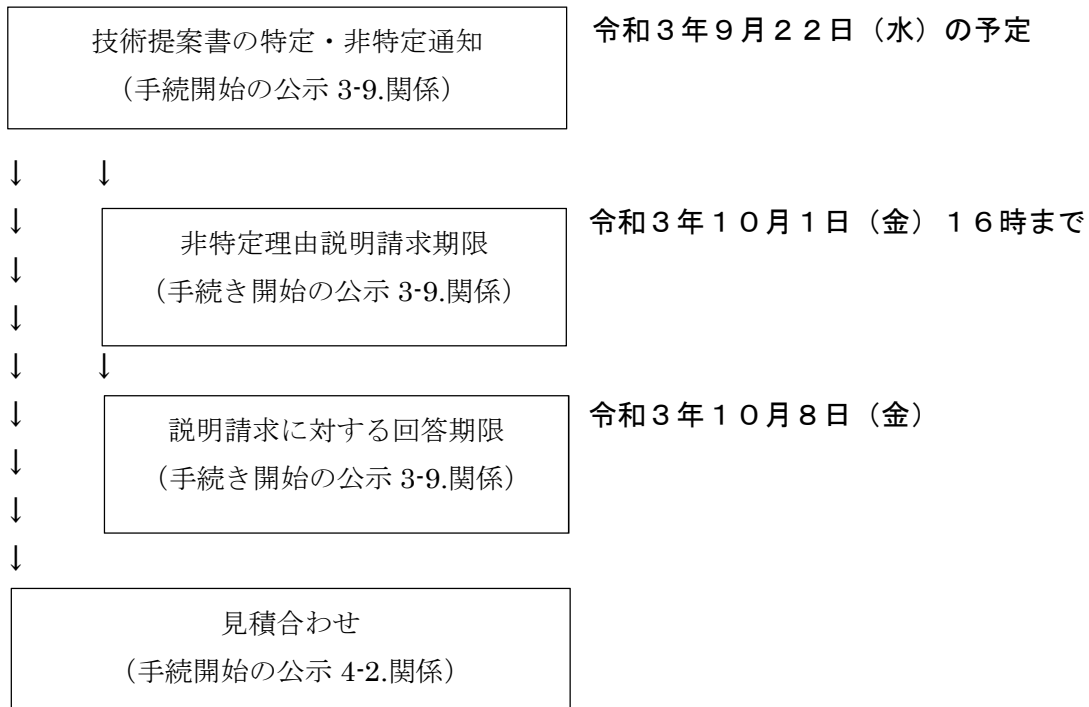 技術提案書の特定・非特定通知
(手続開始の公示 3-9.関係)
令和3年9月22日(水)の予定
↓ ↓
↓
非特定理由説明請求期限
(手続き開始の公示 3-9.関係)
令和3年10月1日(金)16時まで
↓
↓
↓ ↓
↓
説明請求に対する回答期限
(手続き開始の公示 3-9.関係)
令和3年10月8日(金)
↓
↓
↓
見積合わせ
(手続開始の公示 4-2.関係)